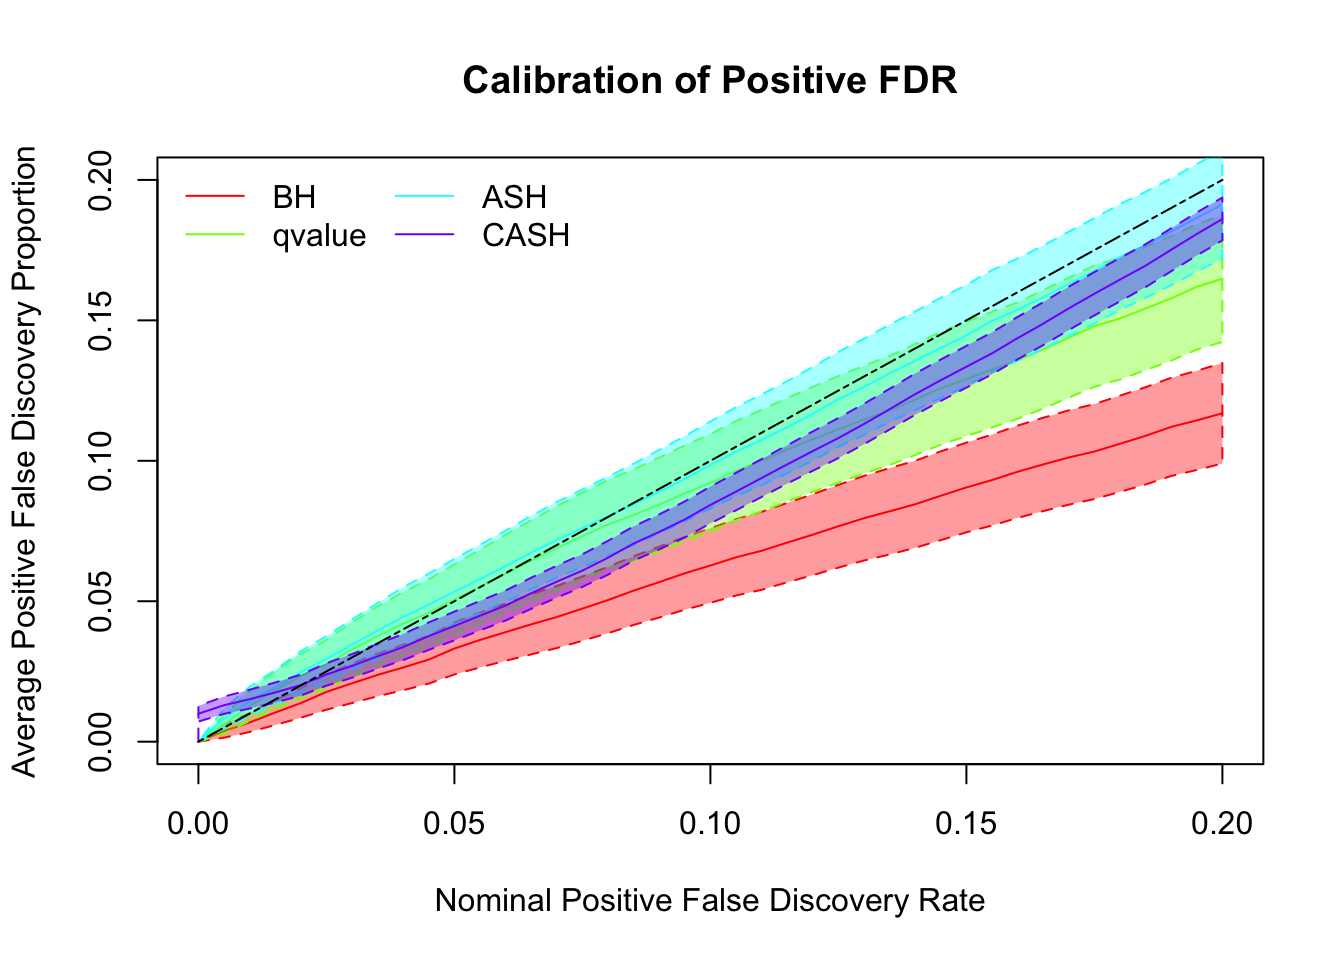 Calibration of Positive FDR
Average Positive False Discovery Proportion
0.20
0.15
0.10
0.05
0.00
BH
qvalue
ASH
CASH
0.00 0.05 0.10 0.15 0.20
Nominal Positive False Discovery Rate